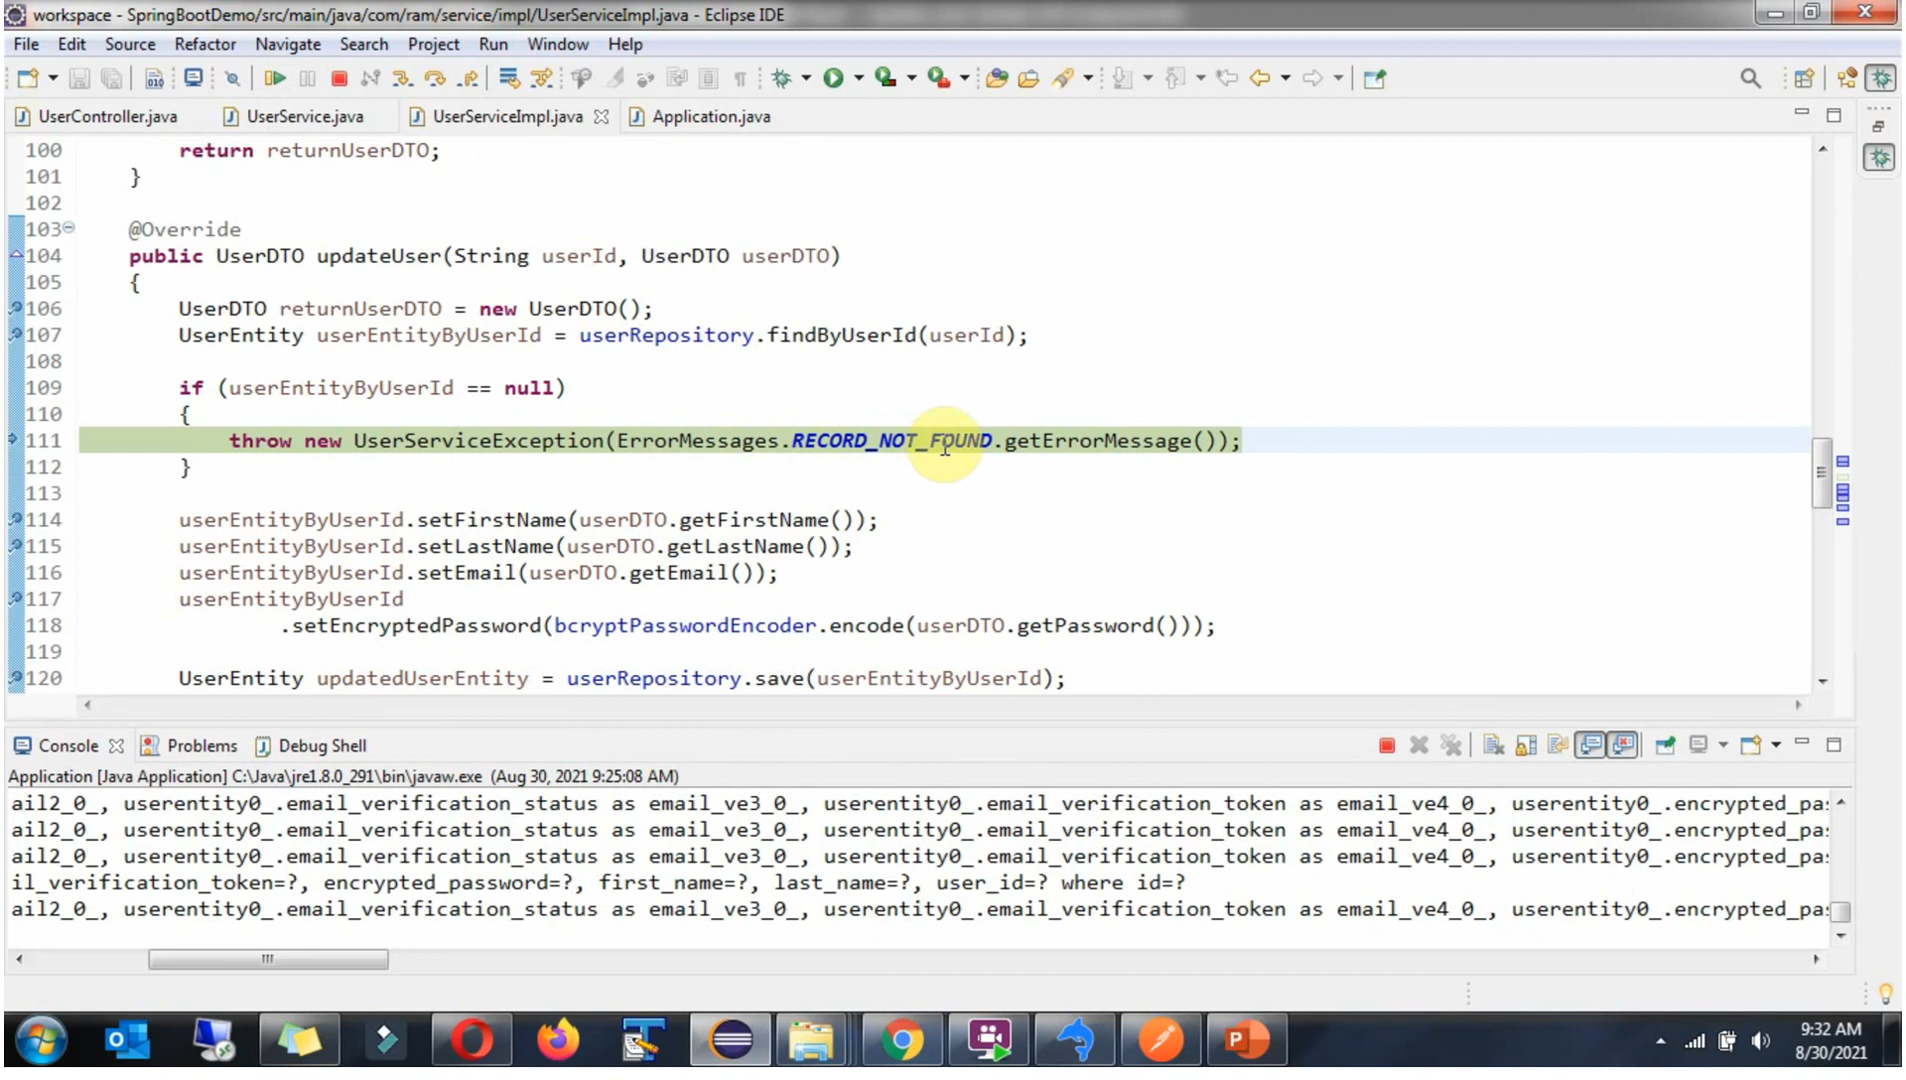 workspace - SpringBootDemo/src/main/java/com/ram/service/impl/UserServiceImpl.java - Eclipse IDE
File Edit Source Refactor Navigate Search Project Run Window Help
UserController.java UserService.java UserServiceImpl.java Application.java
100 return returnUserDTO;
101 }
102
103 @Override
104 public UserDTO updateUser(String userId, UserDTO userDTO)
105 {
106 UserDTO returnUserDTO = new UserDTO();
107 UserEntity userEntityByUserId = userRepository.findByUserId(userId);
108
109 if (userEntityByUserId == null)
110 {
111 throw new UserServiceException(ErrorMessages.RECORD_NOT_FOUND.getErrorMessage());
112 }
113
114 userEntityByUserId.setFirstName(userDTO.getFirstName());
115 userEntityByUserId.setLastName(userDTO.getLastName());
116 userEntityByUserId.setEmail(userDTO.getEmail());
117 userEntityByUserId
118 .setEncryptedPassword(bcryptPasswordEncoder.encode(userDTO.getPassword()));
119
120 UserEntity updatedUserEntity = userRepository.save(userEntityByUserId);
Console Problems Debug Shell
Application [Java Application] C:\Java\jre1.8.0_291\bin\javaw.exe (Aug 30, 2021 9:25:08 AM)
ail2_0_, userentity0_.email_verification_status as email_ve3_0_, userentity0_.email_verification_token as email_ve4_0_, userentity0_.encrypted_pa
ail2_0_, userentity0_.email_verification_status as email_ve3_0_, userentity0_.email_verification_token as email_ve4_0_, userentity0_.encrypted_pa
ail2_0_, userentity0_.email_verification_status as email_ve3_0_, userentity0_.email_verification_token as email_ve4_0_, userentity0_.encrypted_pa
il_verification_token=?, encrypted_password=?, first_name=?, last_name=?, user_id=? where id=?
ail2_0_, userentity0_.email_verification_status as email_ve3_0_, userentity0_.email_verification_token as email_ve4_0_, userentity0_.encrypted_pa
9:32 AM
8/30/2021